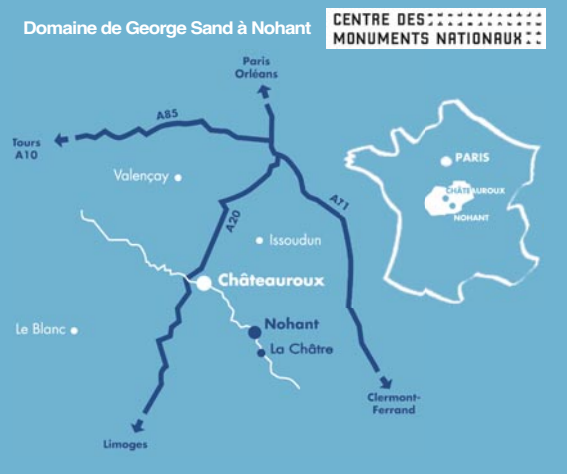 Domaine de George Sand à Nohant
CENTRE DES
MONUMENTS NATIONAUX
Paris
Orléans
A85
Tours
A10
PARIS
Valençay
CHÂTEAUROUX
A71
NOHANT
A20
Issoudun
Châteauroux
Nohant
Le Blanc
La Châtre
Clermont-
Ferrand
Limoges